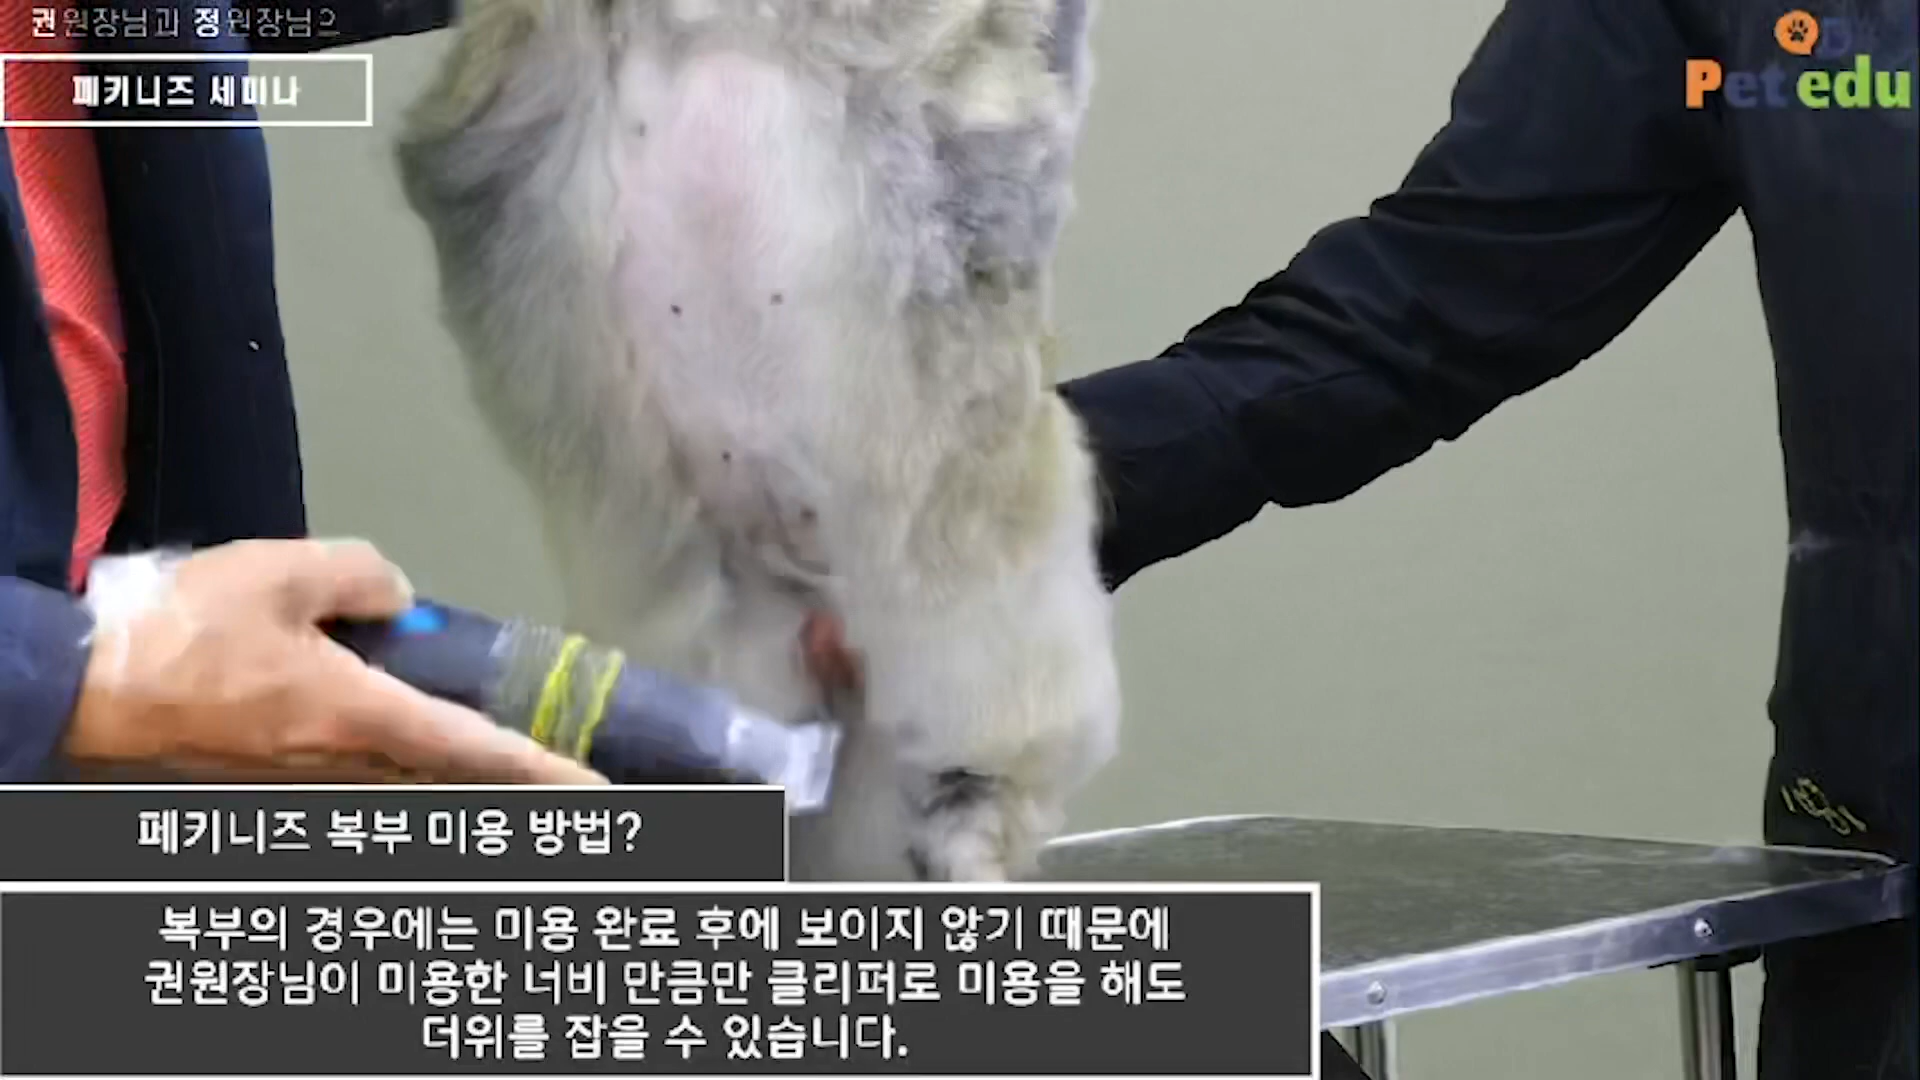 권원장님과 정원장님으
페키니즈 세미나
Pet edu
페키니즈 복부 미용 방법?
복부의 경우에는 미용 완료 후에 보이지 않기 때문에
권원장님이 미용한 너비 만큼만 클리퍼로 미용을 해도
더위를 잡을 수 있습니다.